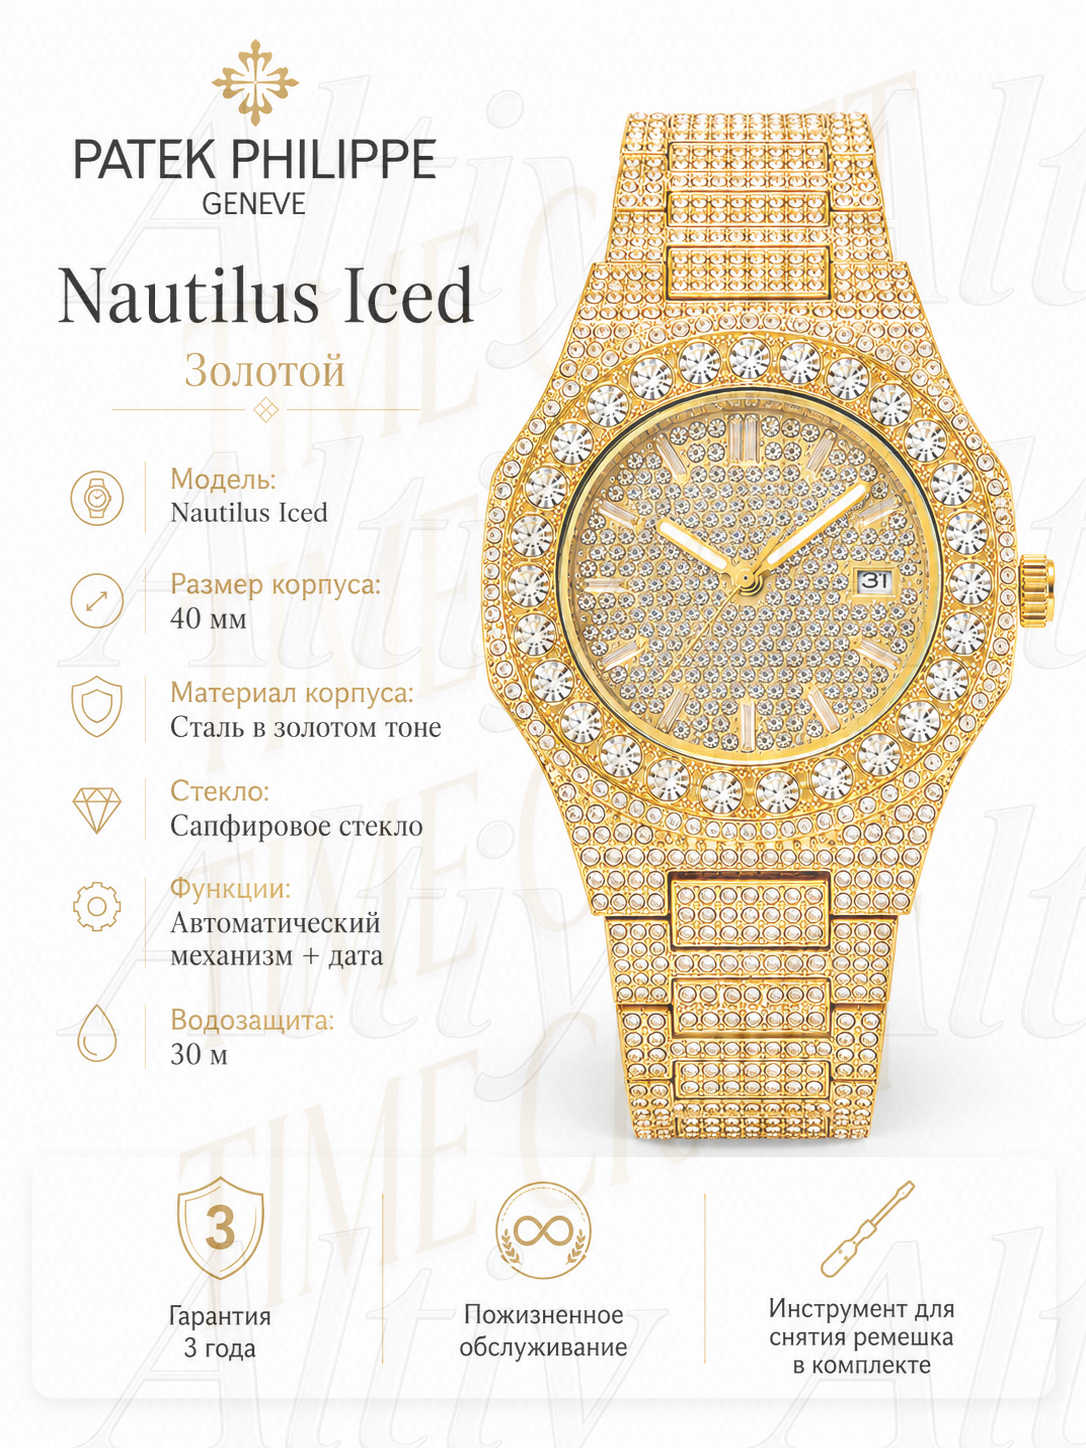 PATEK PHILIPPE
GENEVE
Nautilus Iced
Золотой
Модель:
Nautilus Iced
Размер корпуса:
40 мм
Материал корпуса:
Сталь в золотом тоне
Стекло:
Сапфировое стекло
Функции:
Автоматический
механизм + дата
Водозащита:
30 м
31
3
Гарантия
3 года
Пожизненное
обслуживание
Инструмент для
снятия ремешка
в комплекте